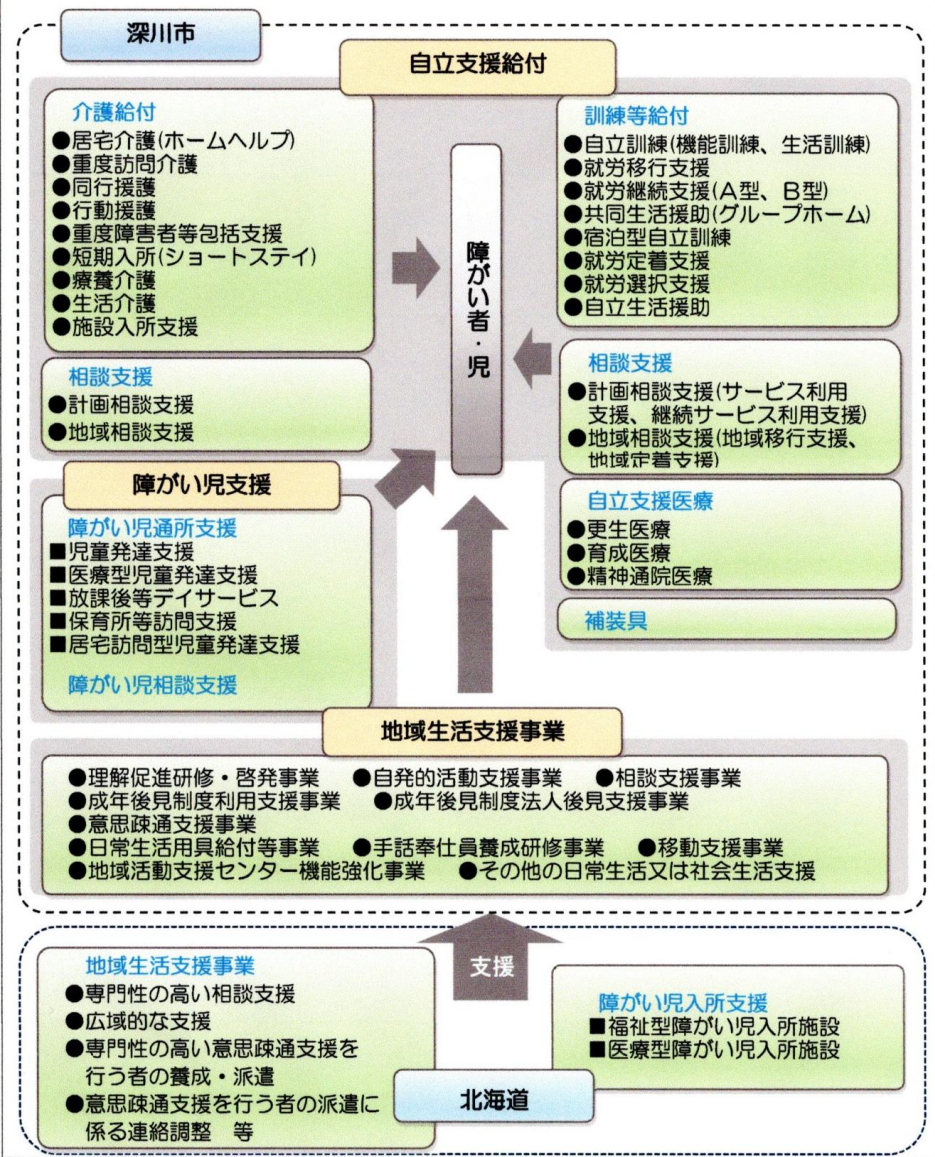 深川市
自立支援給付
介護給付
●居宅介護(ホームヘルプ)
●重度訪問介護
●同行援護
●行動援護
●重度障害者等包括支援
●短期入所(ショートステイ)
●療養介護
●生活介護
●施設入所支援
相談支援
●計画相談支援
●地域相談支援
障がい者・児
訓練等給付
●自立訓練(機能訓練、生活訓練)
●就労移行支援
●就労継続支援(A型、B型)
●共同生活援助(グループホーム)
●宿泊型自立訓練
●就労定着支援
●就労選択支援
●自立生活援助
相談支援
●計画相談支援(サービス利用
支援、継続サービス利用支援)
●地域相談支援(地域移行支援、
地域定着支援)
自立支援医療
●更生医療
●育成医療
●精神通院医療
補装具
障がい児支援
障がい児通所支援
■児童発達支援
■医療型児童発達支援
■放課後等デイサービス
■保育所等訪問支援
■居宅訪問型児童発達支援
障がい児相談支援
地域生活支援事業
●理解促進研修・啓発事業 ●自発的活動支援事業 ●相談支援事業
●成年後見制度利用支援事業 ●成年後見制度法人後見支援事業
●意思疎通支援事業
●日常生活用具給付等事業 ●手話奉仕員養成研修事業 ●移動支援事業
●地域活動支援センター機能強化事業 ●その他の日常生活又は社会生活支援
支援
地域生活支援事業
●専門性の高い相談支援
●広域的な支援
●専門性の高い意思疎通支援を
行う者の養成・派遣
●意思疎通支援を行う者の派遣に
係る連絡調整 等
北海道
障がい児入所支援
■福祉型障がい児入所施設
■医療型障がい児入所施設